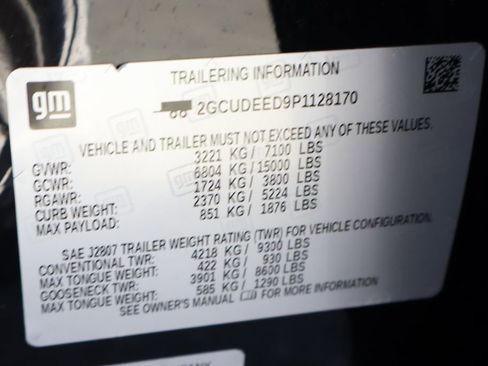 TRAILERING INFORMATION
gm
2GCUDEED9P1128170
VEHICLE AND TRAILER MUST NOT EXCEED ANY OF THESE VALUES.
GVWR: 3221 KG / 7100 LBS
GCWR: 6804 KG / 15000 LBS
RGAWR: 1724 KG / 3800 LBS
CURB WEIGHT: 2370 KG / 5224 LBS
MAX PAYLOAD: 851 KG / 1876 LBS
SAE J2807 TRAILER WEIGHT RATING (TWR) FOR VEHICLE CONFIGURATION.
CONVENTIONAL TWR: 4218 KG / 9300 LBS
MAX TONGUE WEIGHT: 422 KG / 930 LBS
GOOSENECK TWR: 3901 KG / 8600 LBS
MAX TONGUE WEIGHT: 585 KG / 1290 LBS
SEE OWNER'S MANUAL FOR MORE INFORMATION